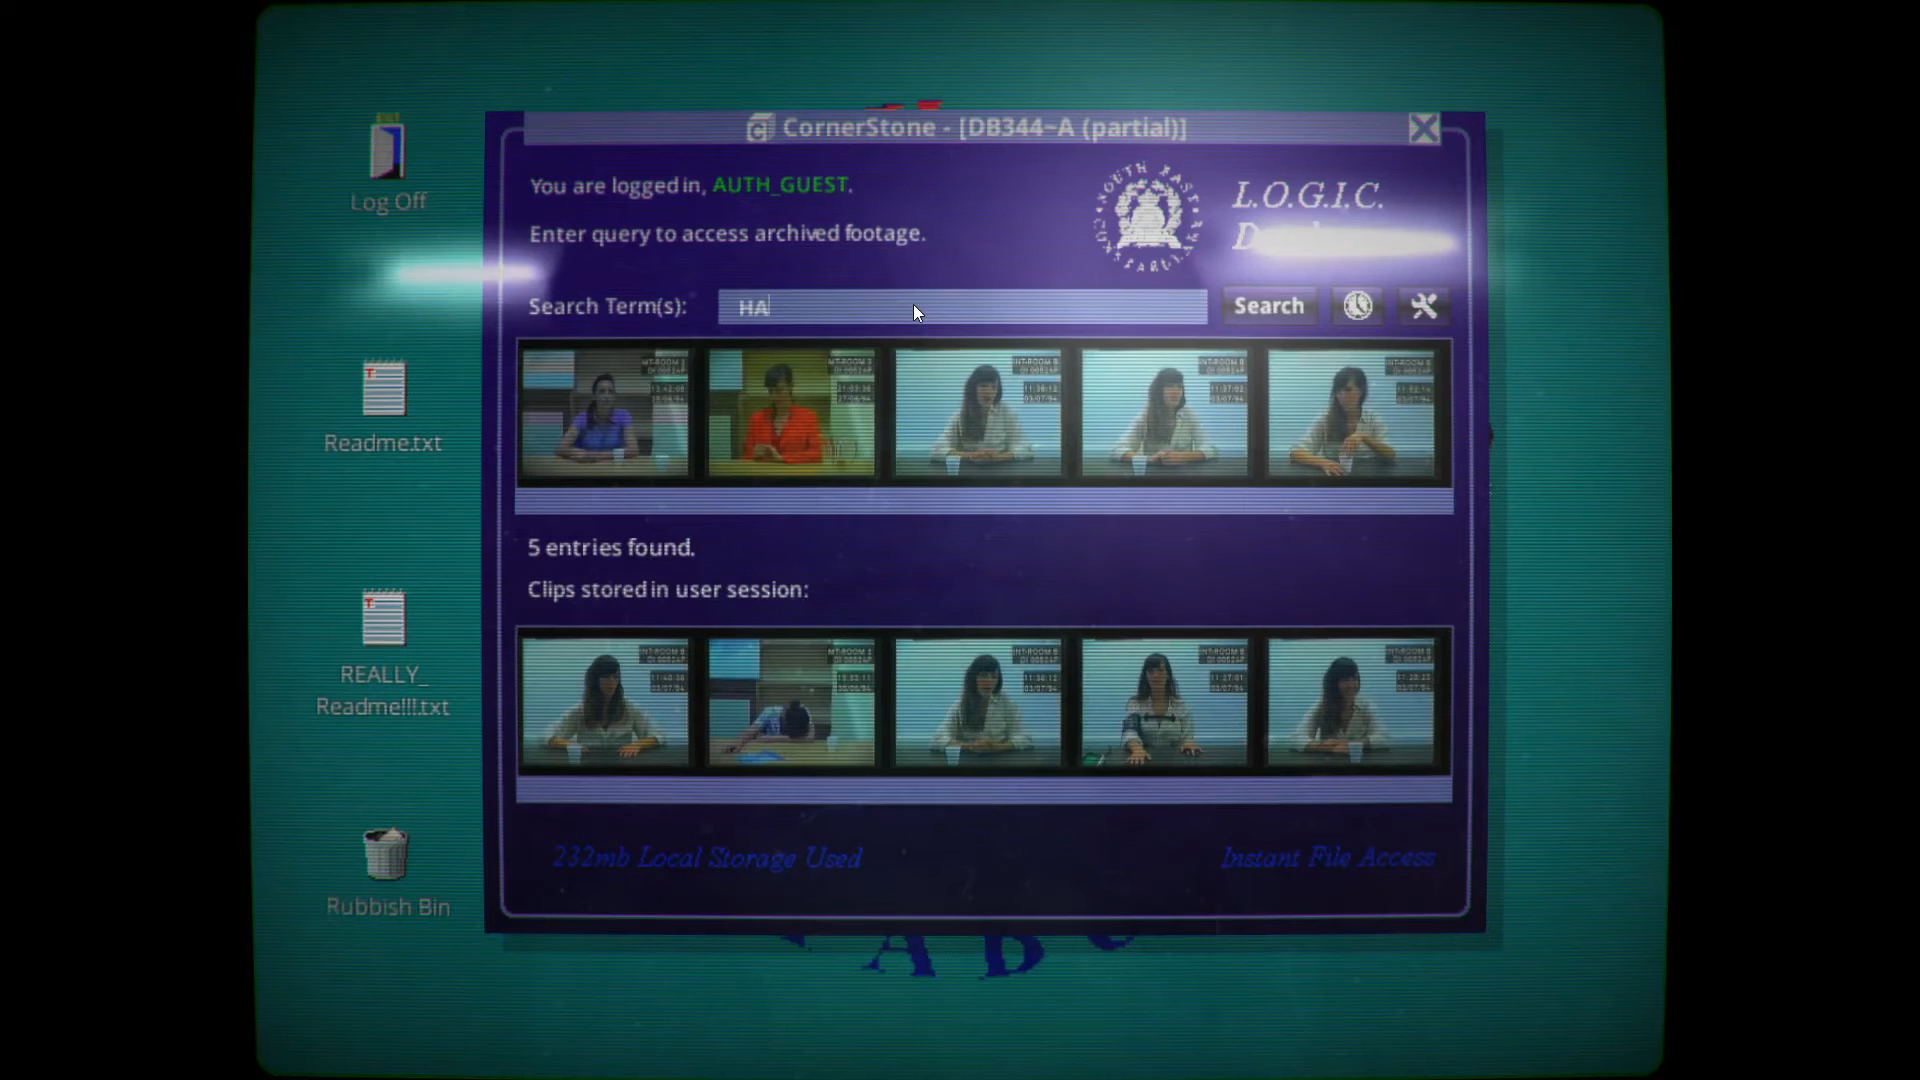 CornerStone - [DB344~A (partial)]
You are logged in, AUTH_GUEST.
Enter query to access archived footage.
SOUTH EAST
L.O.G.I.C.
Search Term(s):
HA
Search
5 entries found.
Clips stored in user session:
232mb Local Storage Used
Instant File Access
Log Off
Readme.txt
REALLY_
Readme!!!.txt
Rubbish Bin